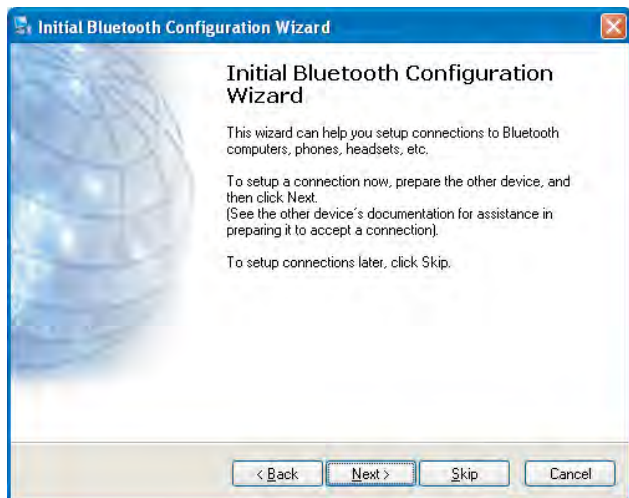 Initial Bluetooth Configuration Wizard
Initial Bluetooth Configuration
Wizard
This wizard can help you setup connections to Bluetooth
computers, phones, headsets, etc.
To setup a connection now, prepare the other device, and
then click Next.
(See the other device's documentation for assistance in
preparing it to accept a connection).
To setup connections later, click Skip.
< Back Next > Skip Cancel